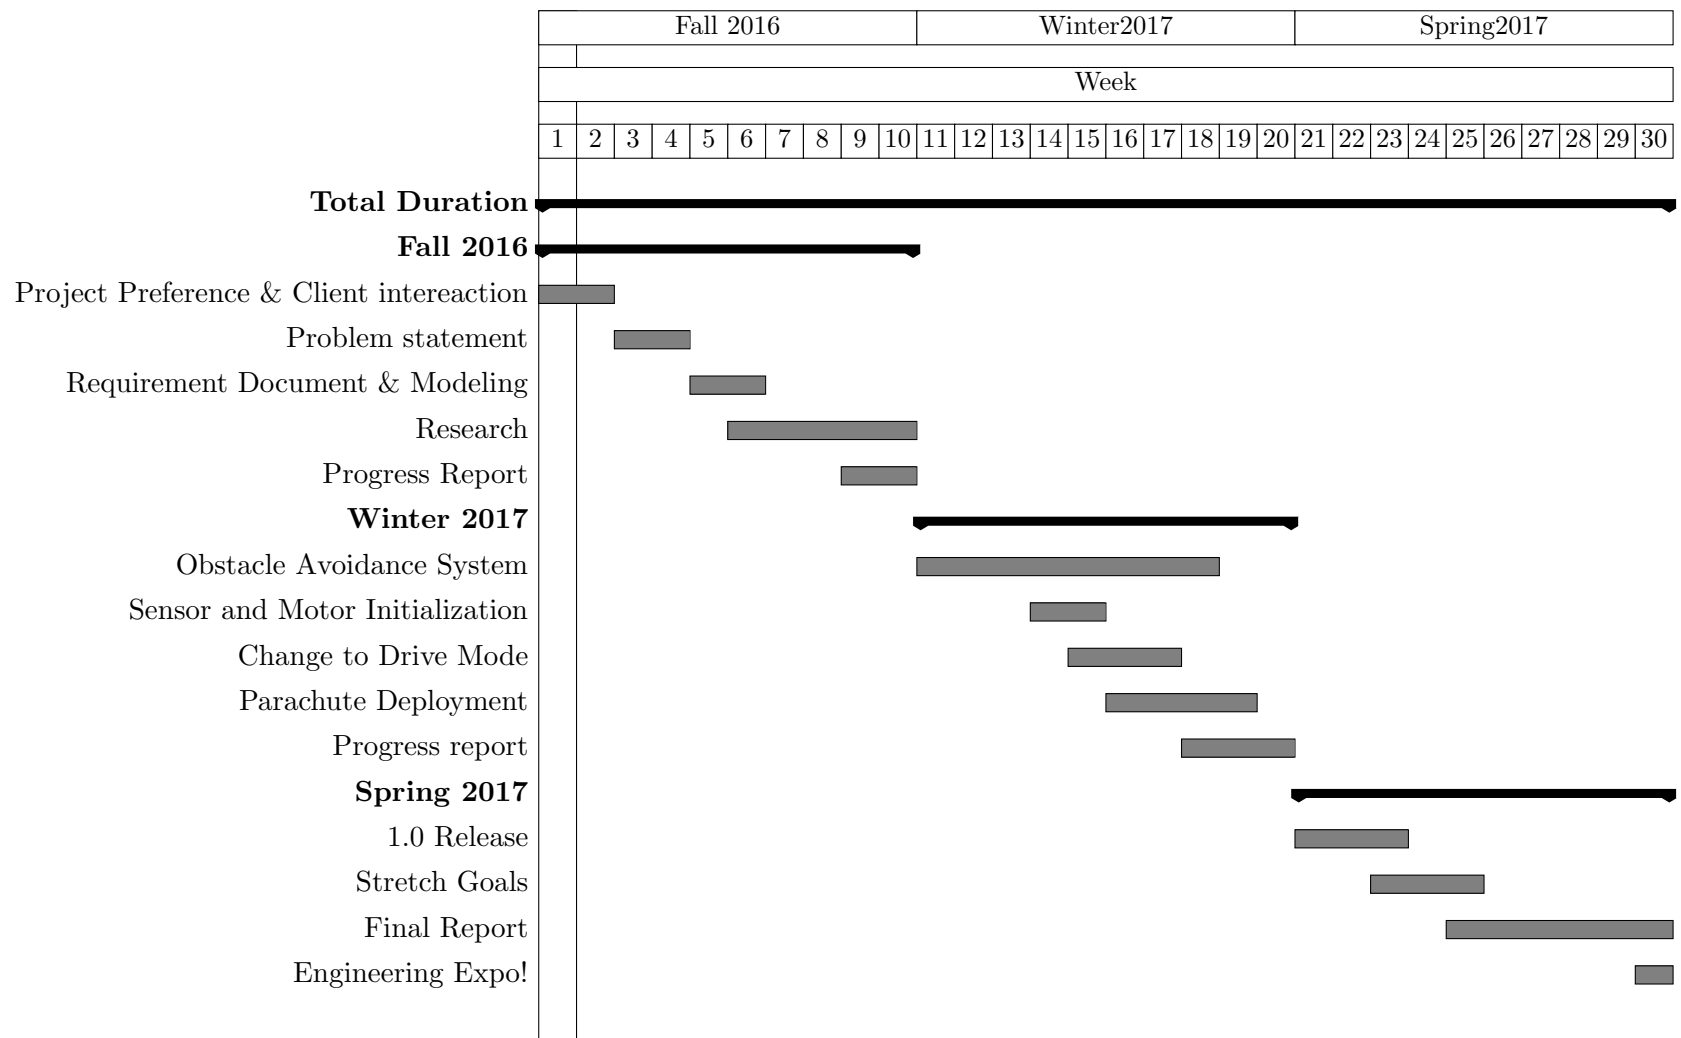 Fall 2016 Winter2017 Spring2017
Week
1 2 3 4 5 6 7 8 9 10 11 12 13 14 15 16 17 18 19 20 21 22 23 24 25 26 27 28 29 30
Total Duration
Fall 2016
Project Preference & Client intereaction
Problem statement
Requirement Document & Modeling
Research
Progress Report
Winter 2017
Obstacle Avoidance System
Sensor and Motor Initialization
Change to Drive Mode
Parachute Deployment
Progress report
Spring 2017
1.0 Release
Stretch Goals
Final Report
Engineering Expo!